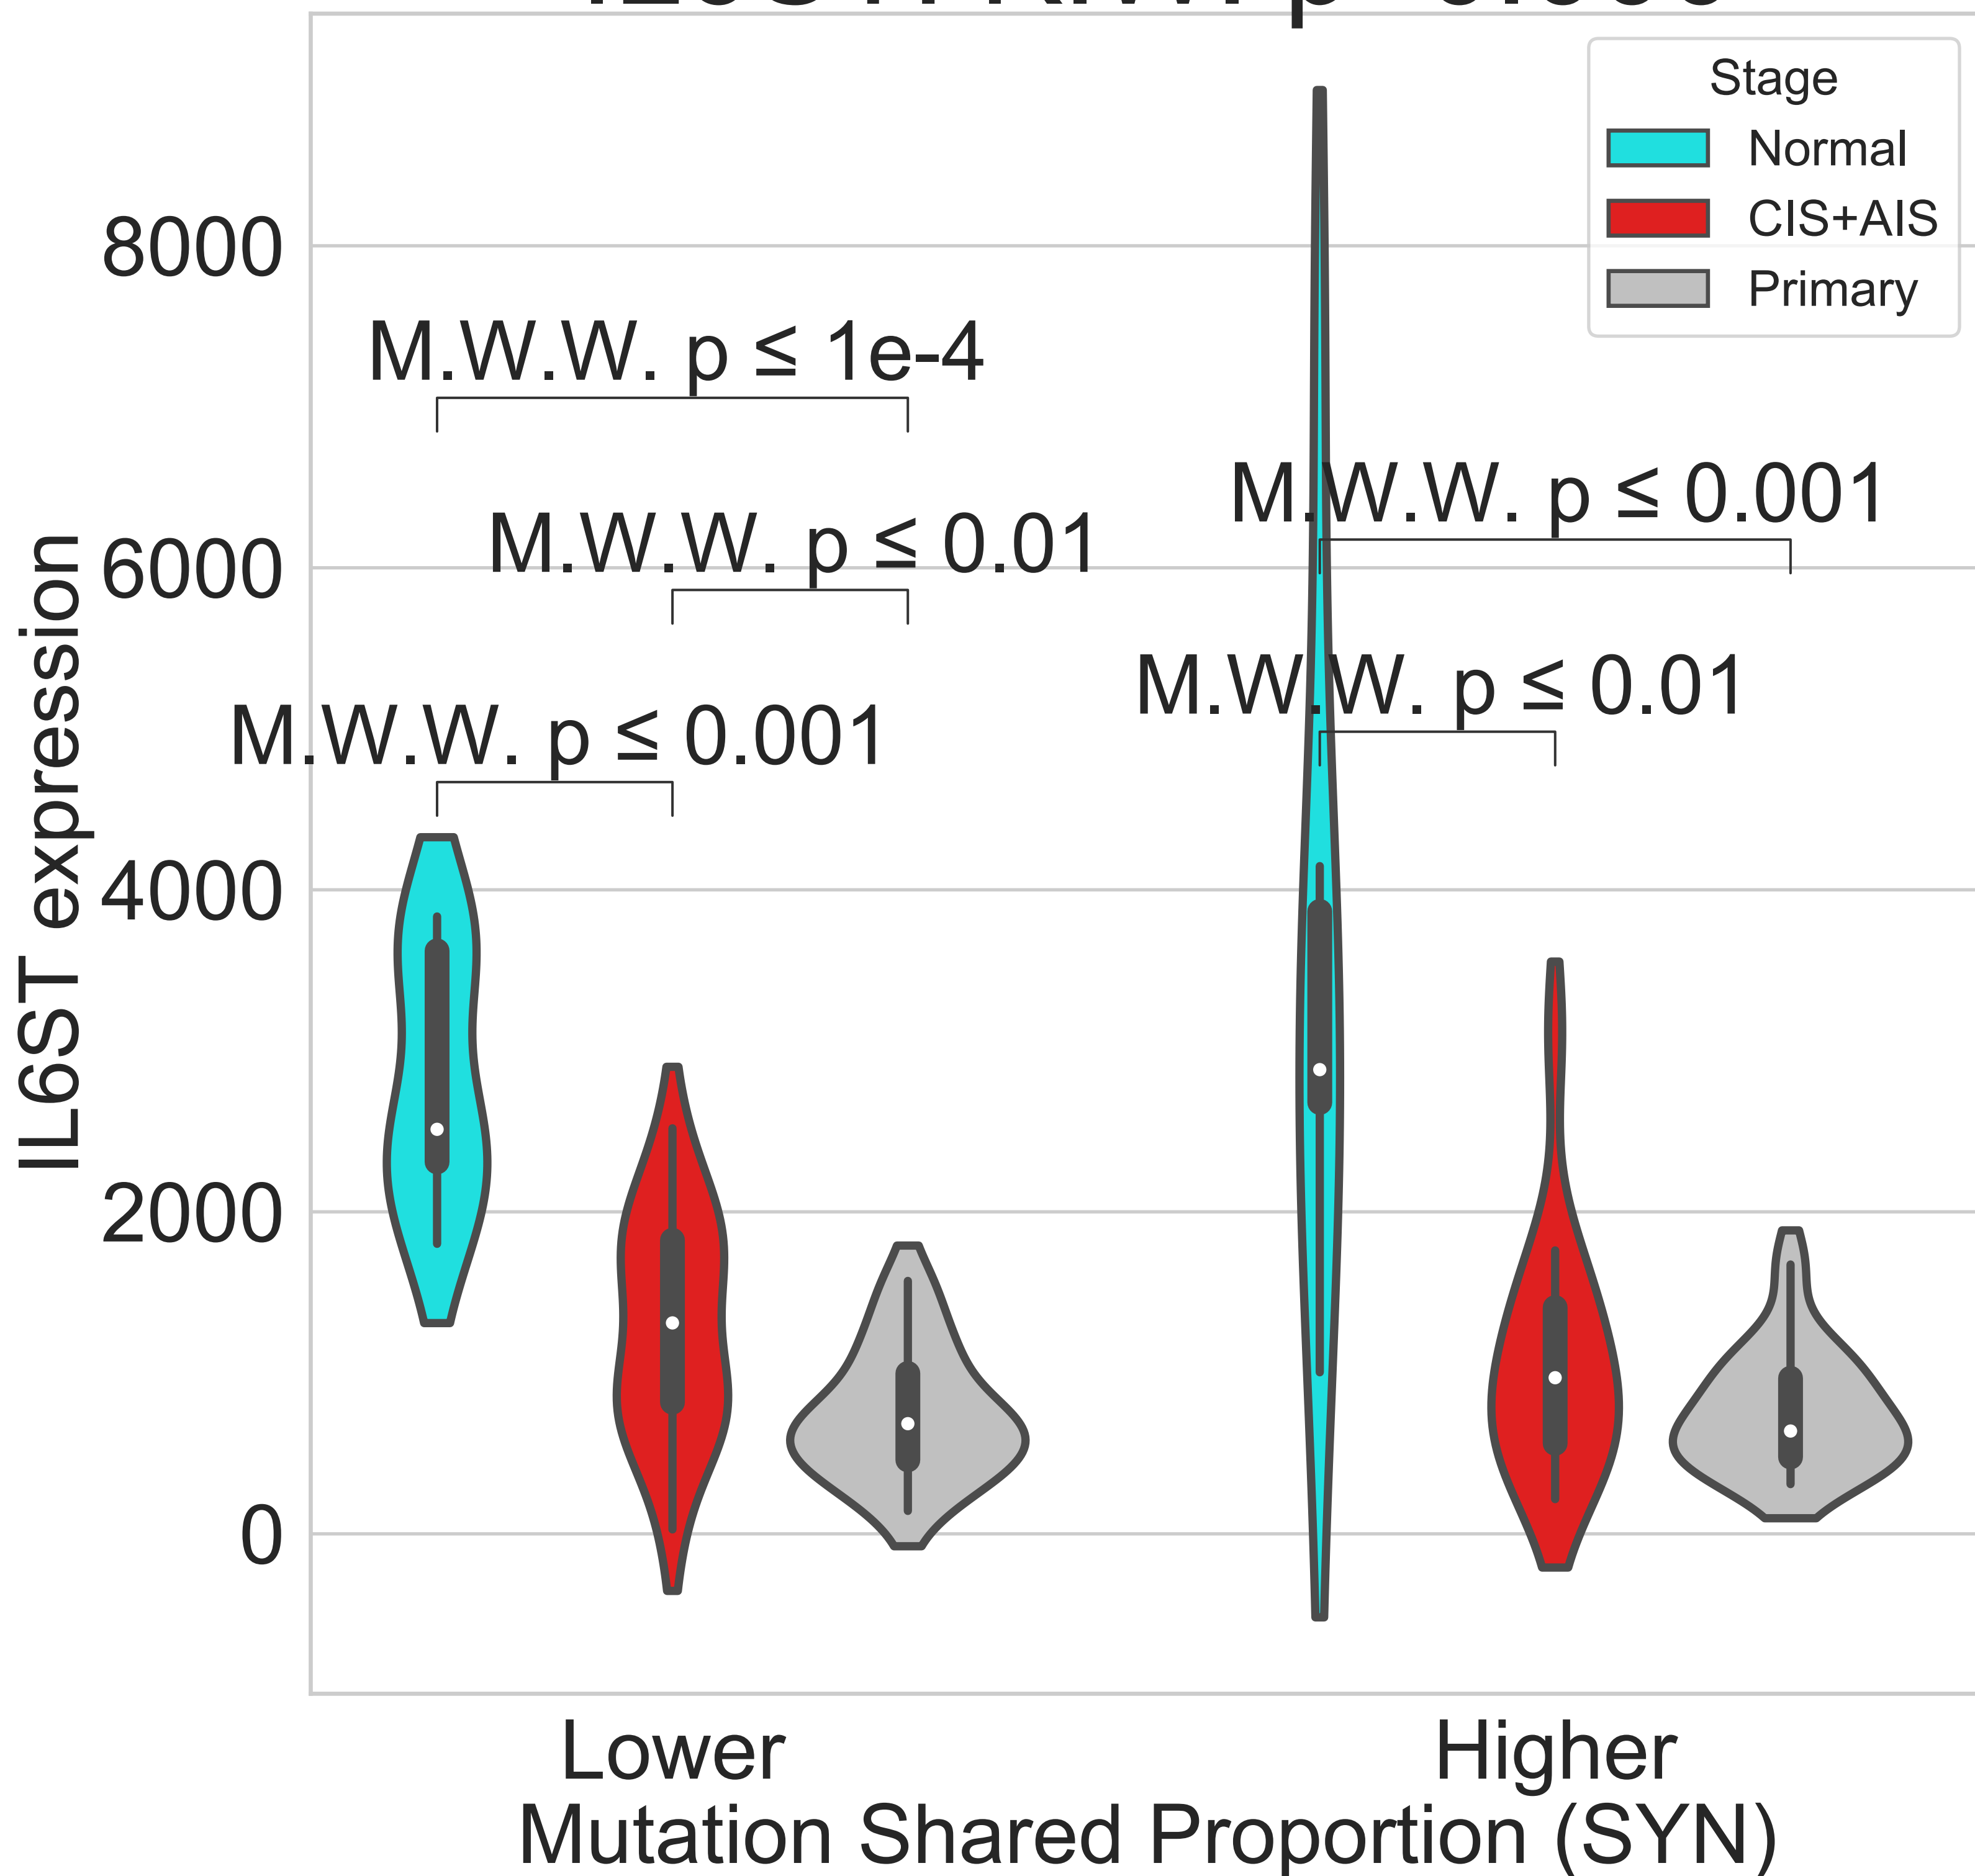 Stage
Normal
CIS+AIS
Primary
8000
6000
4000
2000
0
IL6ST expression
M.W.W. p ≤ 1e-4
M.W.W. p ≤ 0.001
M.W.W. p ≤ 0.01
M.W.W. p ≤ 0.01
M.W.W. p ≤ 0.001
Lower
Higher
Mutation Shared Proportion (SYN)